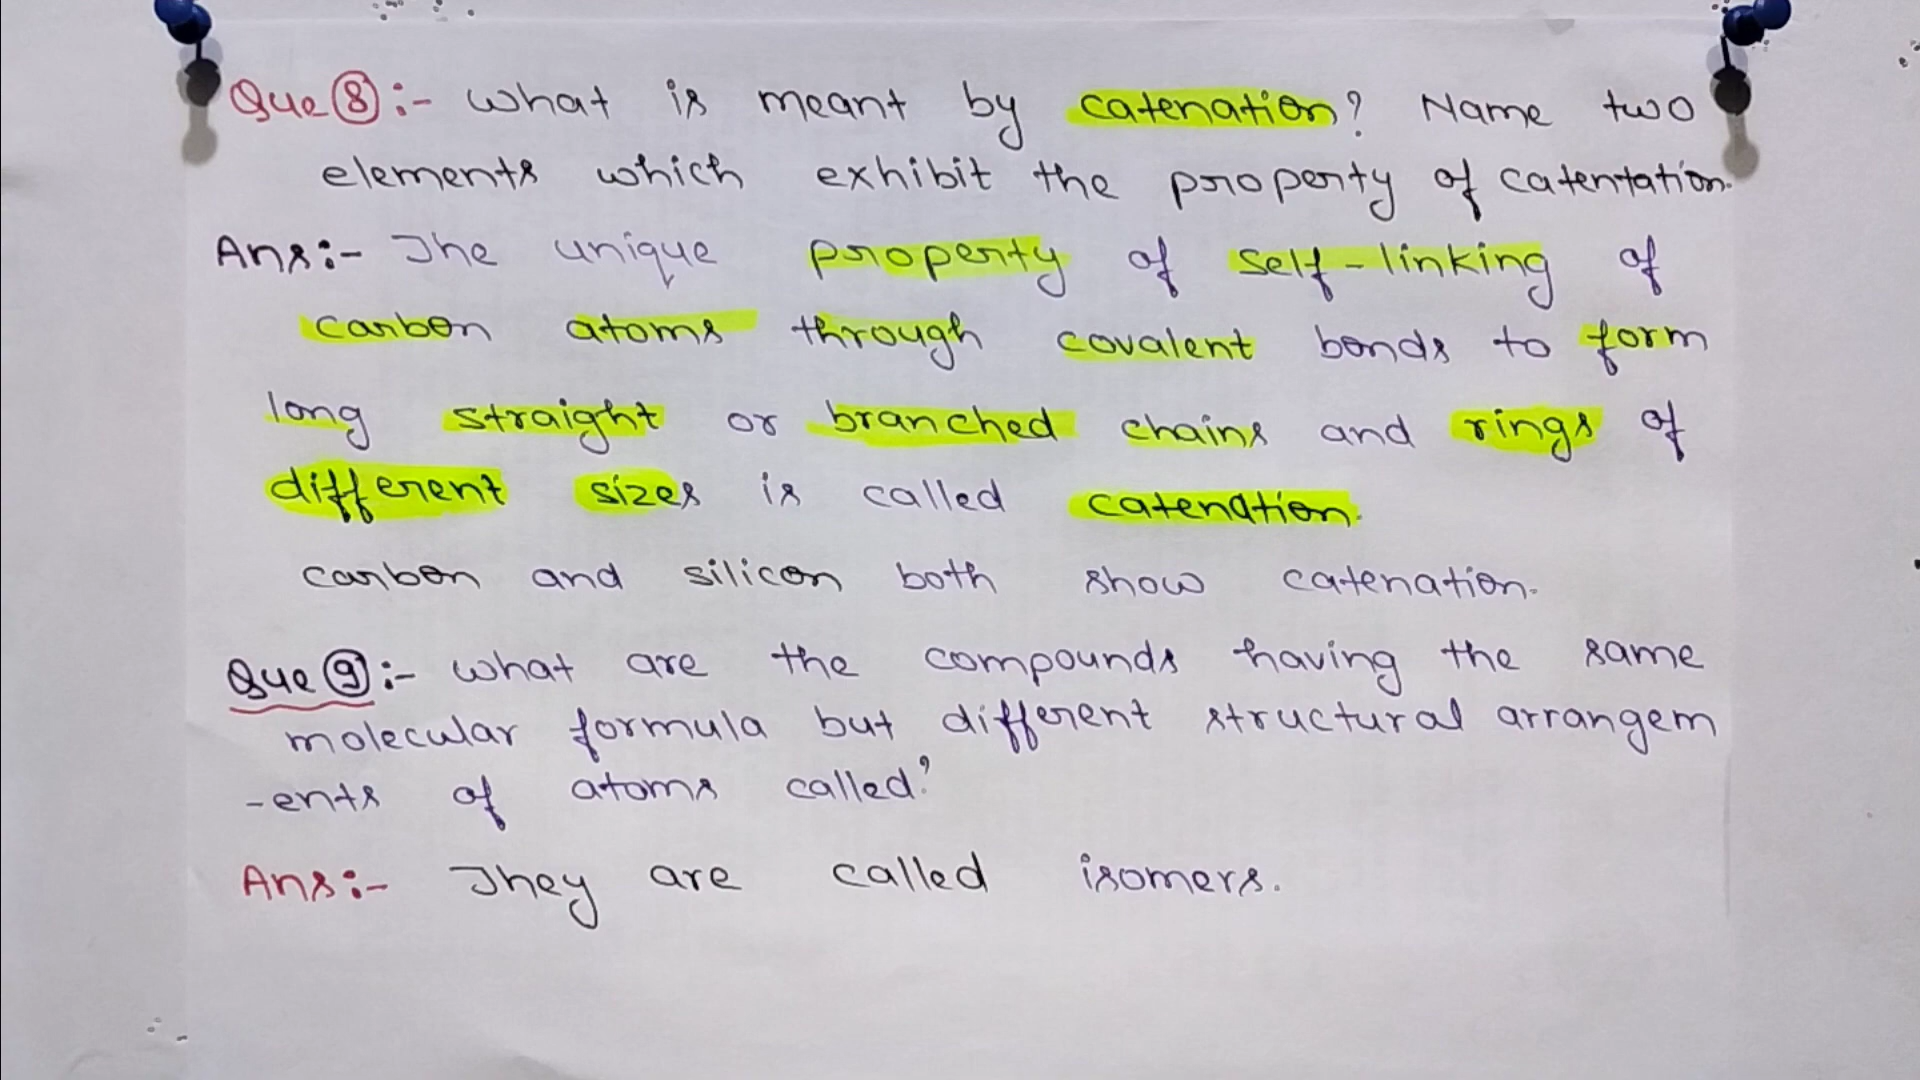 Que 8 :- What is meant by catenation? Name two
elements which exhibit the property of catentation.
Ans:- The unique property of self-linking of
carbon atoms through covalent bonds to form
long straight or branched chains and rings of
different sizes is called catenation.
carbon and silicon both show catenation.
Que 9 :- What are the compounds having the same
molecular formula but different structural arrangem
-ents of atoms called?
Ans:- They are called isomers.